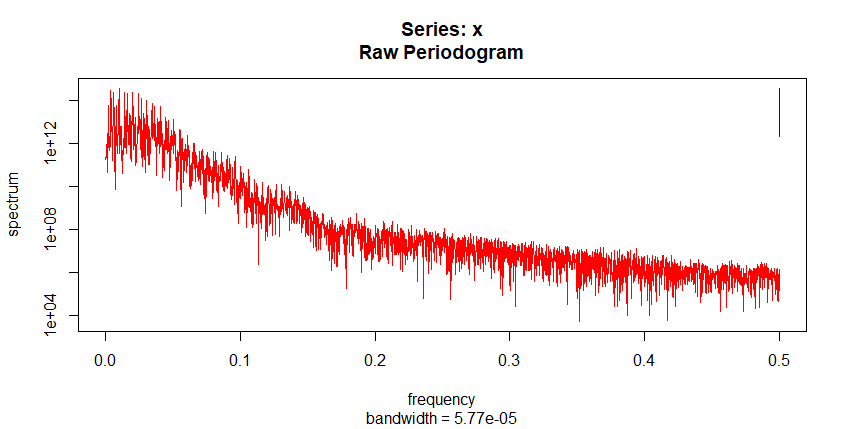 Series: x
Raw Periodogram
spectrum
1e+12
1e+08
1e+04
0.0 0.1 0.2 0.3 0.4 0.5
frequency
bandwidth = 5.77e-05